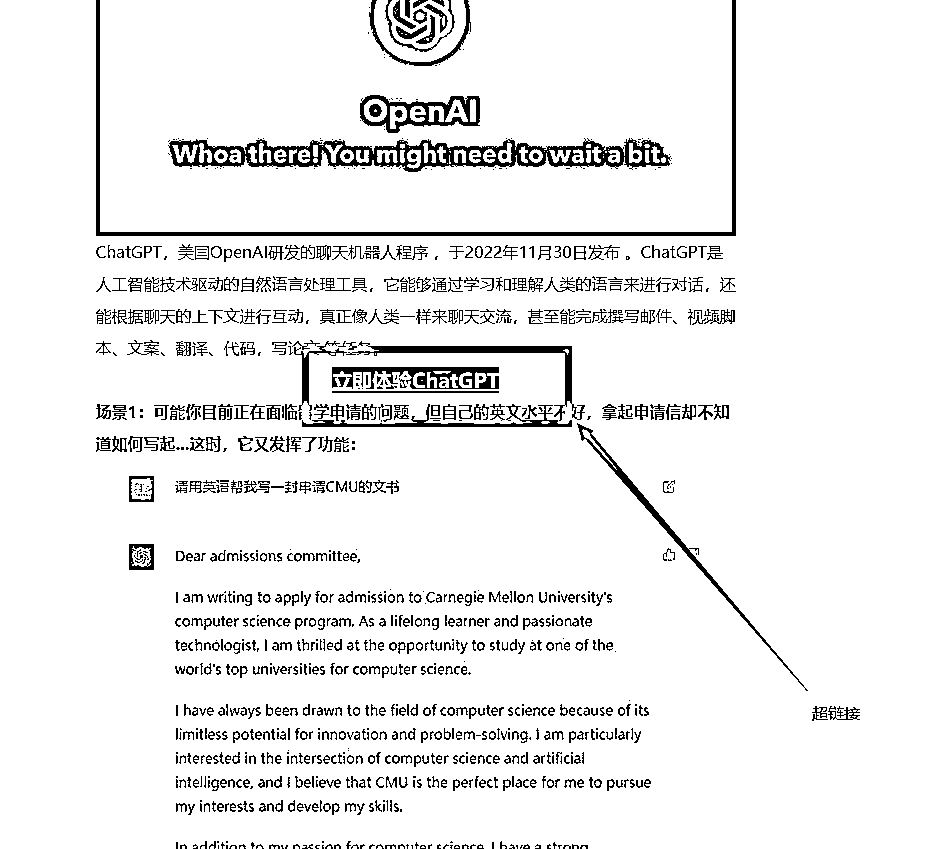 OpenAI
Whoa there! You might need to wait a bit.
ChatGPT，美国OpenAI研发的聊天机器人程序 ，于2022年11月30日发布 。ChatGPT是
人工智能技术驱动的自然语言处理工具，它能够通过学习和理解人类的语言来进行对话，还
能根据聊天的上下文进行互动，真正像人类一样来聊天交流，甚至能完成撰写邮件、视频脚
本、文案、翻译、代码，写论文等任务。
立即体验ChatGPT
场景1：可能你目前正在面临留学申请的问题，但自己的英文水平不好，拿起申请信却不知
道如何写起...这时，它又发挥了功能：
请用英语帮我写一封申请CMU的文书
Dear admissions committee,
I am writing to apply for admission to Carnegie Mellon University's
computer science program. As a lifelong learner and passionate
technologist, I am thrilled at the opportunity to study at one of the
world's top universities for computer science.
I have always been drawn to the field of computer science because of its
limitless potential for innovation and problem-solving. I am particularly
interested in the intersection of computer science and artificial
intelligence, and I believe that CMU is the perfect place for me to pursue
my interests and develop my skills.
超链接
In addition to my passion for computer science, I have a strong